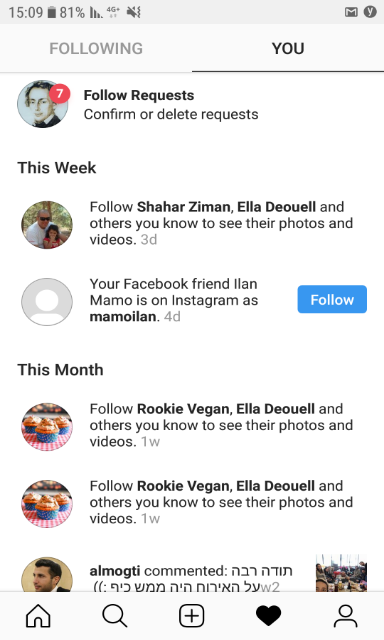 15:09 81% 4G+
FOLLOWING YOU
7
Follow Requests
Confirm or delete requests
This Week
Follow Shahar Ziman, Ella Deouell and
others you know to see their photos and
videos. 3d
Your Facebook friend Ilan
Mamo is on Instagram as
mamoilan. 4d
Follow
This Month
Follow Rookie Vegan, Ella Deouell and
others you know to see their photos and
videos. 1w
Follow Rookie Vegan, Ella Deouell and
others you know to see their photos and
videos. 1w
almogti commented: תודה רבה
על האירוח היה ממש כיף :)) 2w